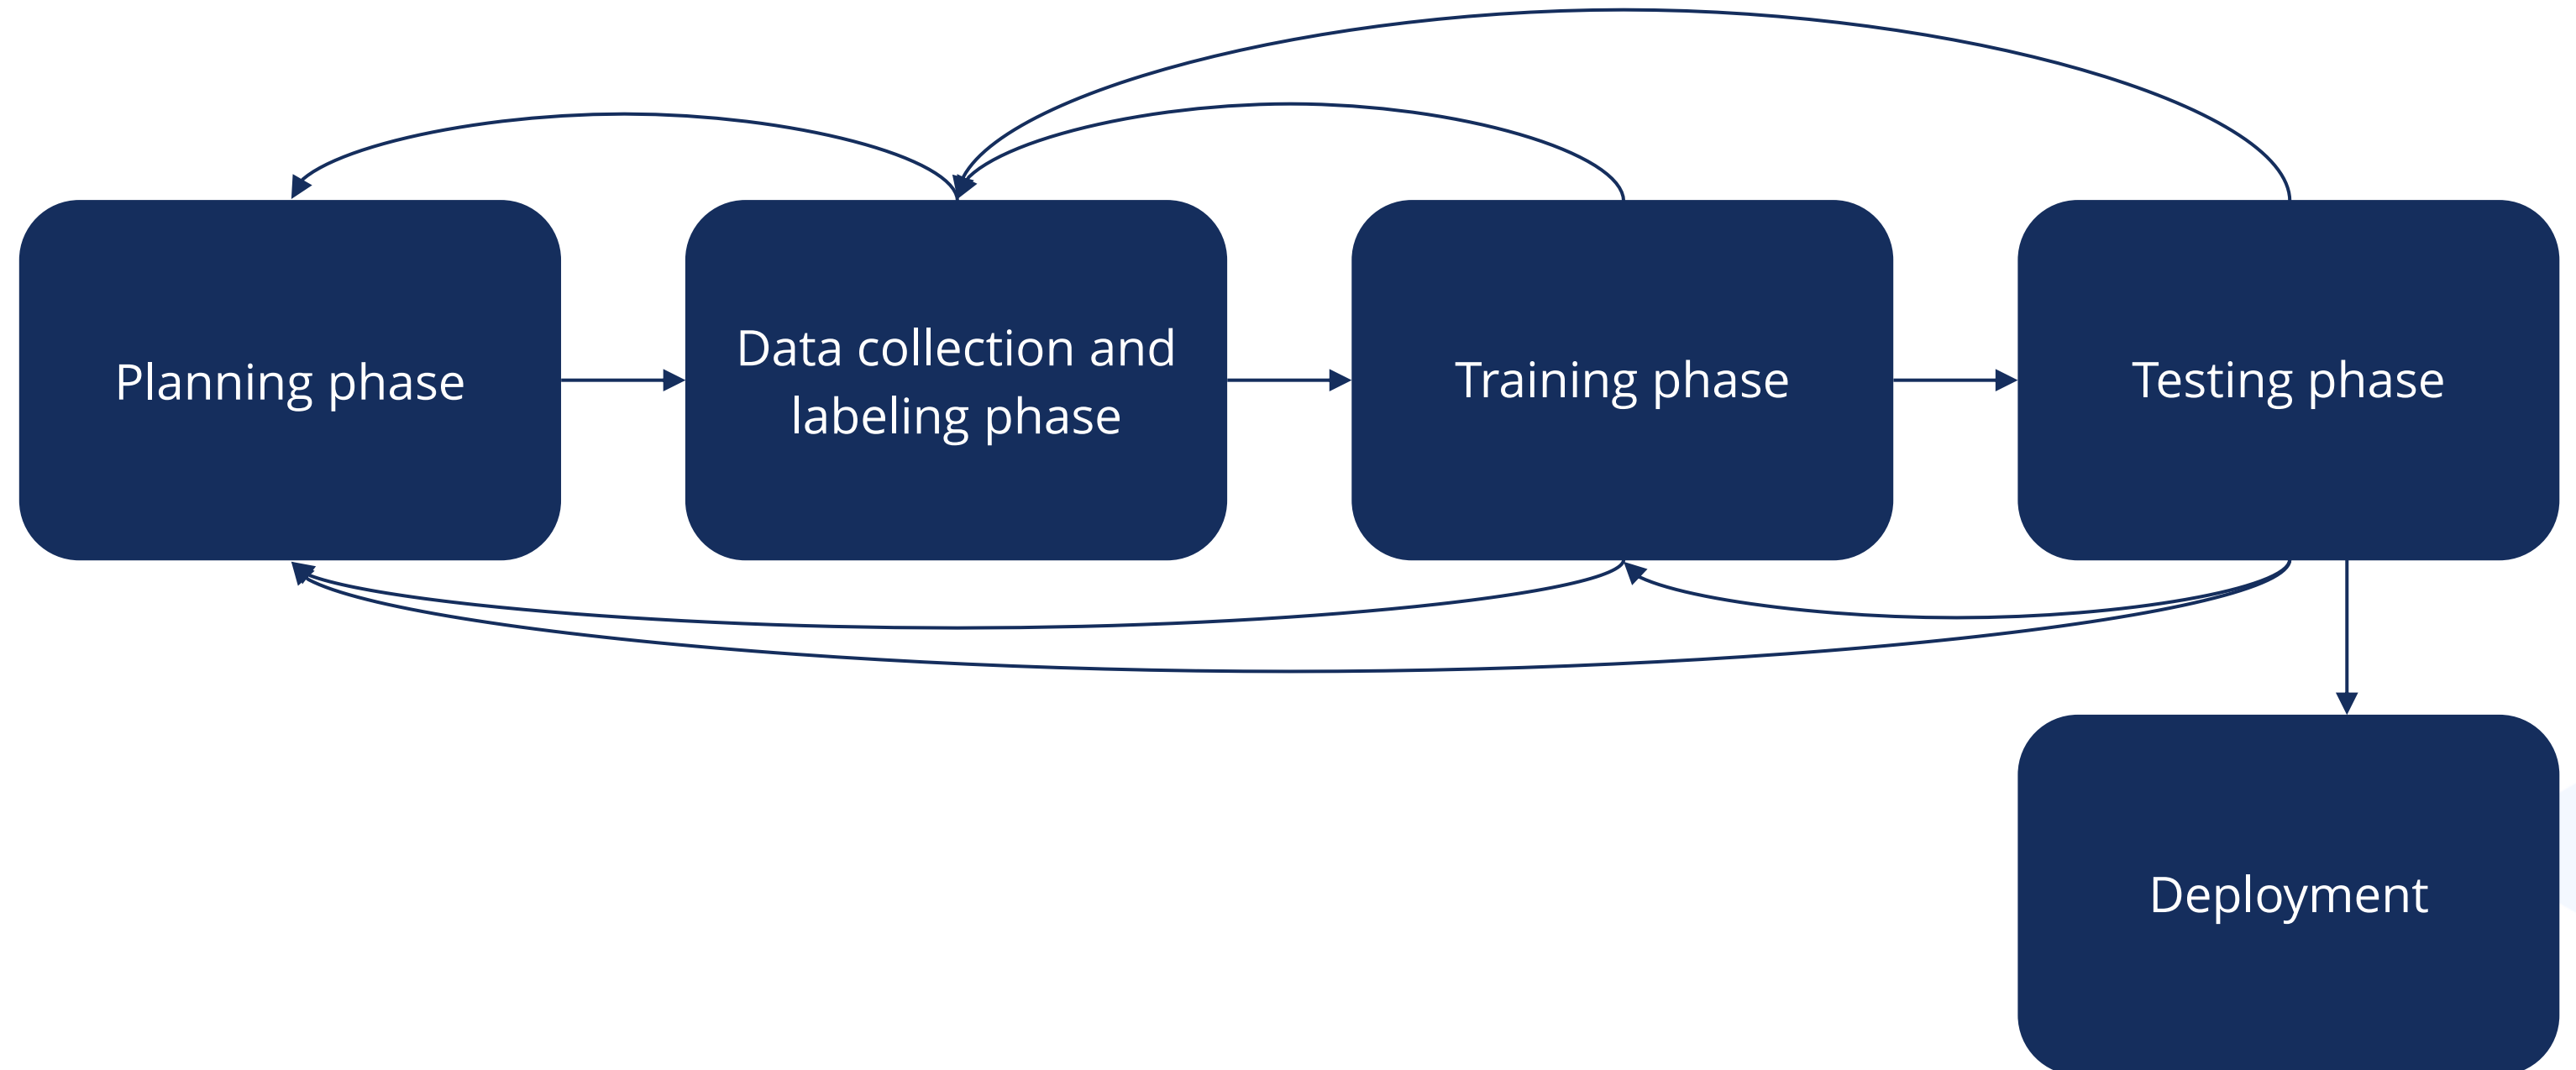 Planning phase
Data collection and
labeling phase
Training phase
Testing phase
Deployment